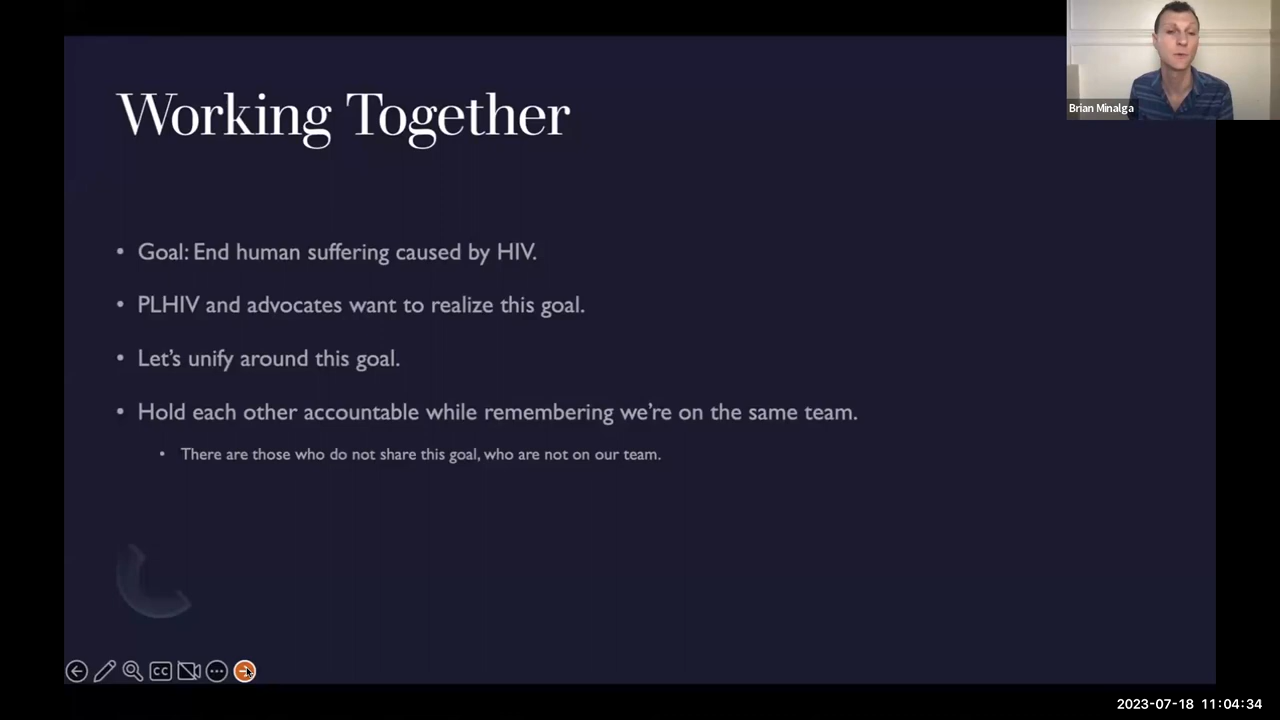 Working Together
Brian Minalga
• Goal: End human suffering caused by HIV.
• PLHIV and advocates want to realize this goal.
• Let’s unify around this goal.
• Hold each other accountable while remembering we’re on the same team.
• There are those who do not share this goal, who are not on our team.
CC
2023-07-18 11:04:34